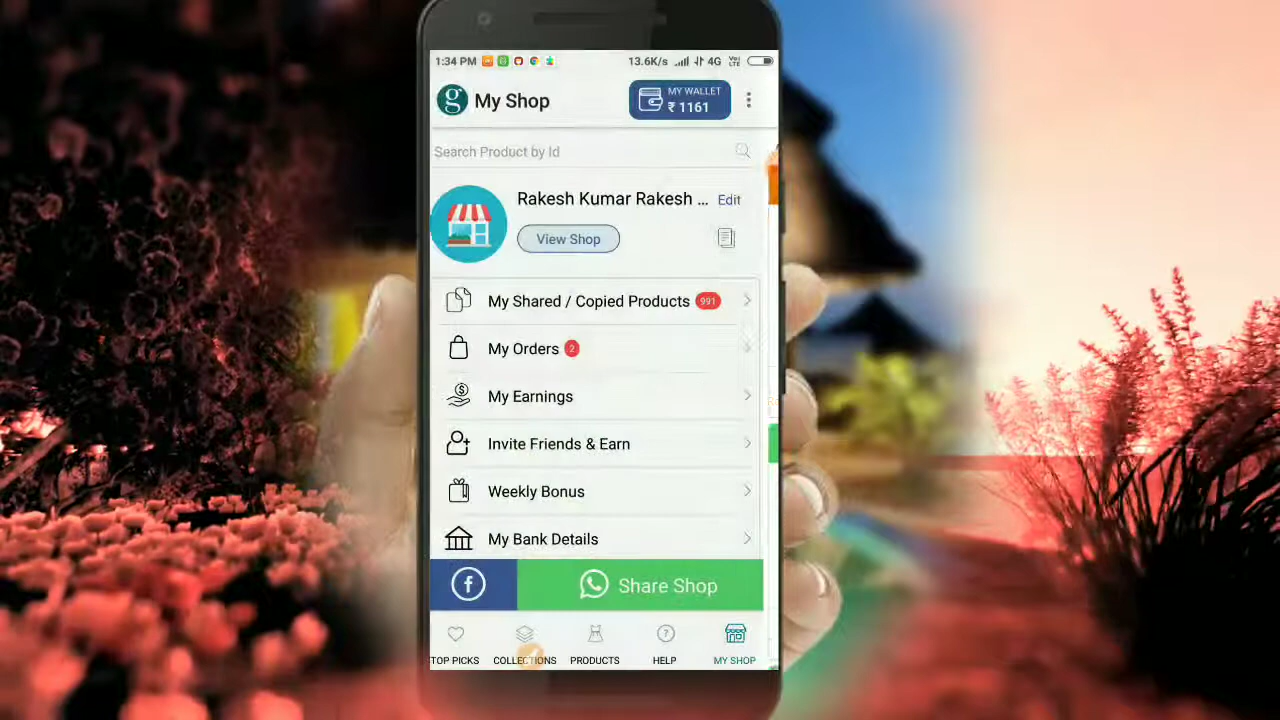 1:34 PM 13.6K/s 4G Vo) LTE
g My Shop MY WALLET
₹ 1161
Search Product by Id
Rakesh Kumar Rakesh ... Edit
View Shop
My Shared / Copied Products 991
My Orders 2
My Earnings
Invite Friends & Earn
Weekly Bonus
My Bank Details
f Share Shop
TOP PICKS COLLECTIONS PRODUCTS HELP MY SHOP